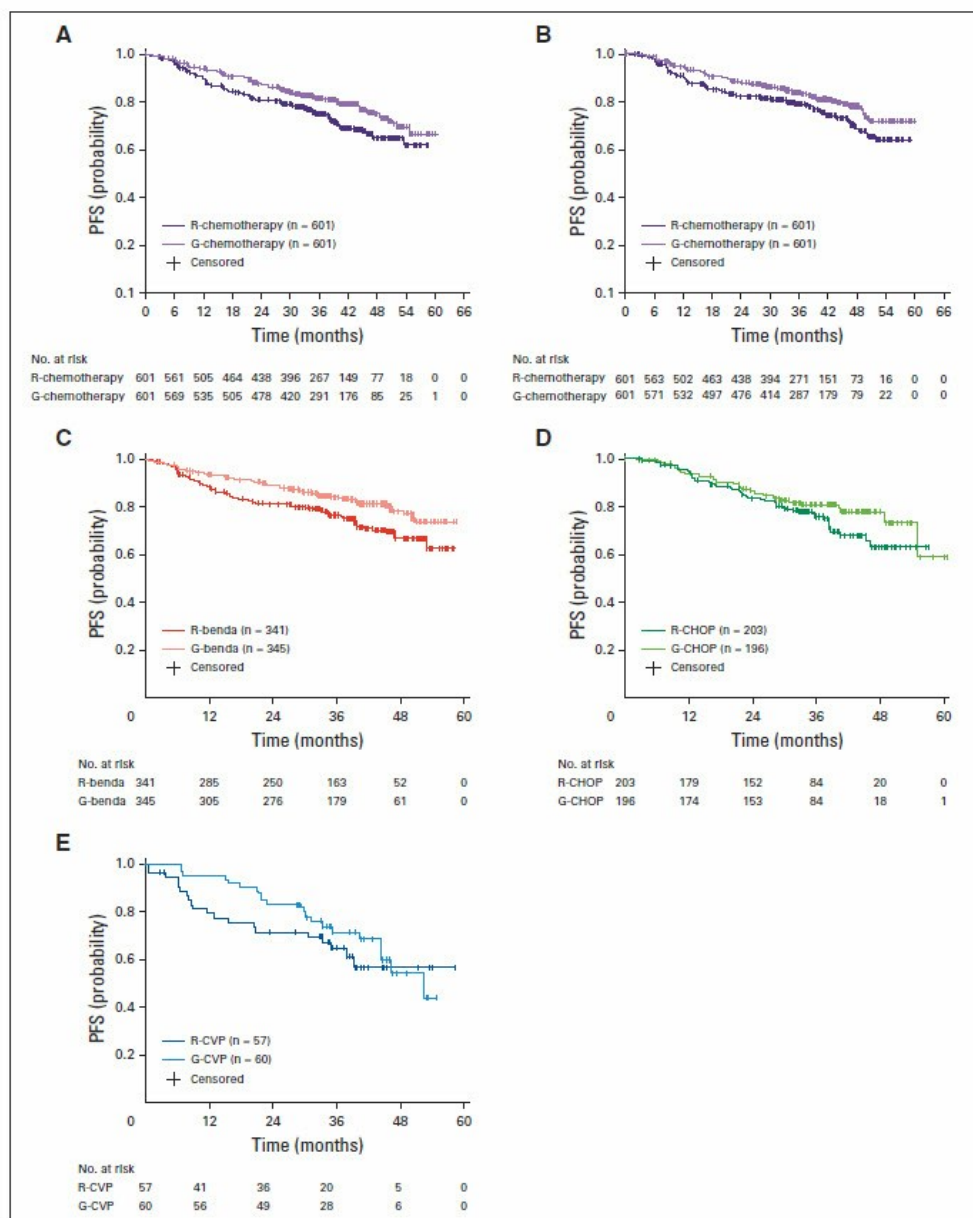 A
PFS (probability)
1.0
0.8
0.6
0.4
0.2
0.1
R-chemotherapy (n = 601)
G-chemotherapy (n = 601)
Censored
0 6 12 18 24 30 36 42 48 54 60 66
Time (months)
No. at risk
R-chemotherapy 601 561 505 464 438 396 267 149 77 18 0 0
G-chemotherapy 601 569 535 505 478 420 291 176 85 25 1 0
B
PFS (probability)
1.0
0.8
0.6
0.4
0.2
0.1
R-chemotherapy (n = 601)
G-chemotherapy (n = 601)
Censored
0 6 12 18 24 30 36 42 48 54 60 66
Time (months)
No. at risk
R-chemotherapy 601 563 502 463 438 394 271 151 73 16 0 0
G-chemotherapy 601 571 532 497 476 414 287 179 79 22 0 0
C
PFS (probability)
1.0
0.8
0.6
0.4
0.2
R-benda (n = 341)
G-benda (n = 345)
Censored
0 12 24 36 48 60
Time (months)
No. at risk
R-benda 341 285 250 163 52 0
G-benda 345 305 276 179 61 0
D
PFS (probability)
1.0
0.8
0.6
0.4
0.2
R-CHOP (n = 203)
G-CHOP (n = 196)
Censored
0 12 24 36 48 60
Time (months)
No. at risk
R-CHOP 203 179 152 84 20 0
G-CHOP 196 174 153 84 18 1
E
PFS (probability)
1.0
0.8
0.6
0.4
0.2
R-CVP (n = 57)
G-CVP (n = 60)
Censored
0 12 24 36 48 60
Time (months)
No. at risk
R-CVP 57 41 36 20 5 0
G-CVP 60 56 49 28 6 0